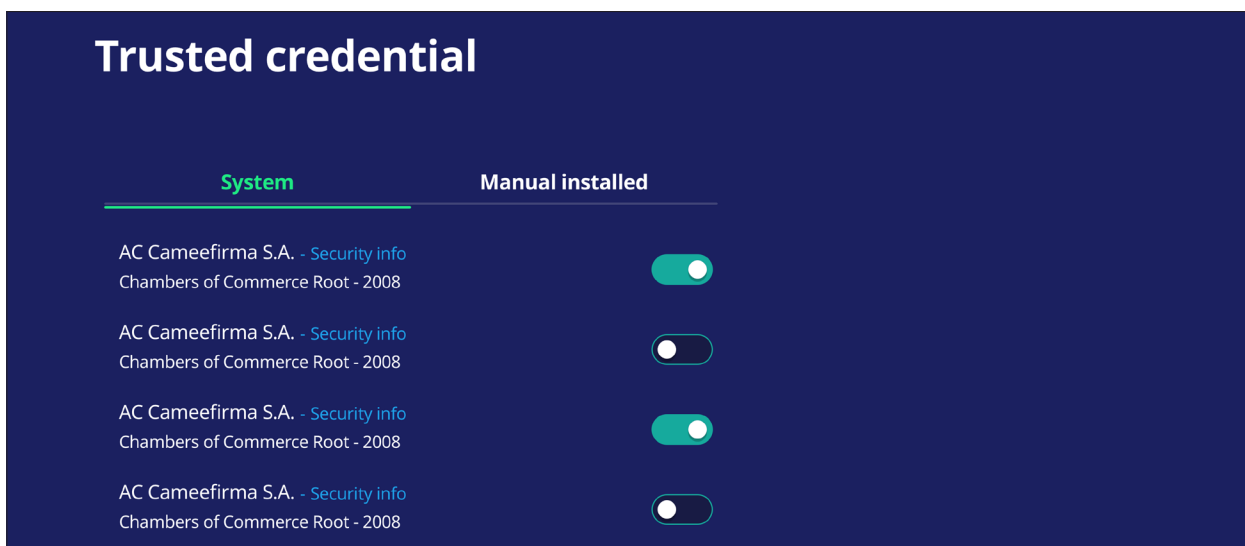 Trusted credential
System
Manual installed
AC Cameefirma S.A. - Security info
Chambers of Commerce Root - 2008
AC Cameefirma S.A. - Security info
Chambers of Commerce Root - 2008
AC Cameefirma S.A. - Security info
Chambers of Commerce Root - 2008
AC Cameefirma S.A. - Security info
Chambers of Commerce Root - 2008